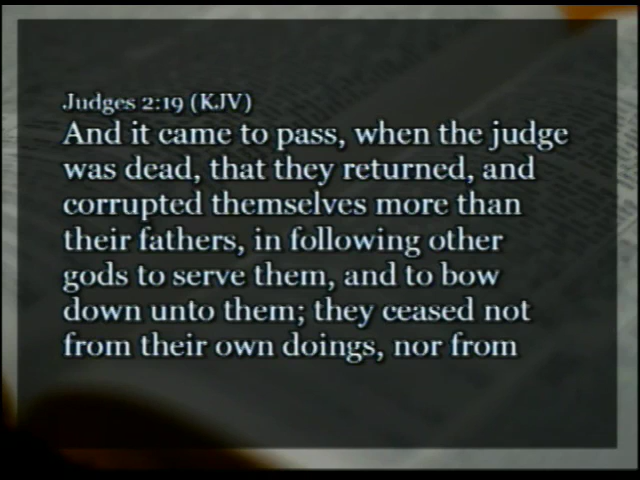 Judges 2:19 (KJV)
And it came to pass, when the judge
was dead, that they returned, and
corrupted themselves more than
their fathers, in following other
gods to serve them, and to bow
down unto them; they ceased not
from their own doings, nor from